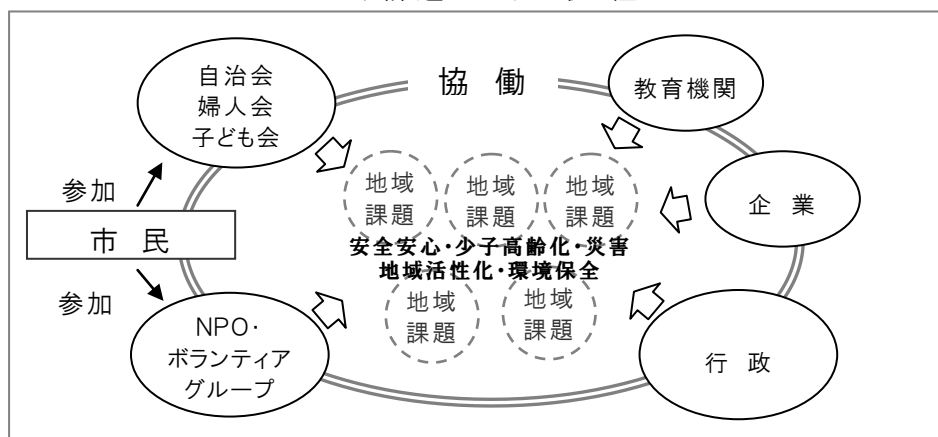 自治会
婦人会
子ども会
協 働
教育機関
参加
市 民
参加
地域
課題
地域
課題
地域
課題
企 業
安全安心・少子高齢化・災害
地域活性化・環境保全
地域
課題
地域
課題
NPO・
ボランティア
グループ
行 政